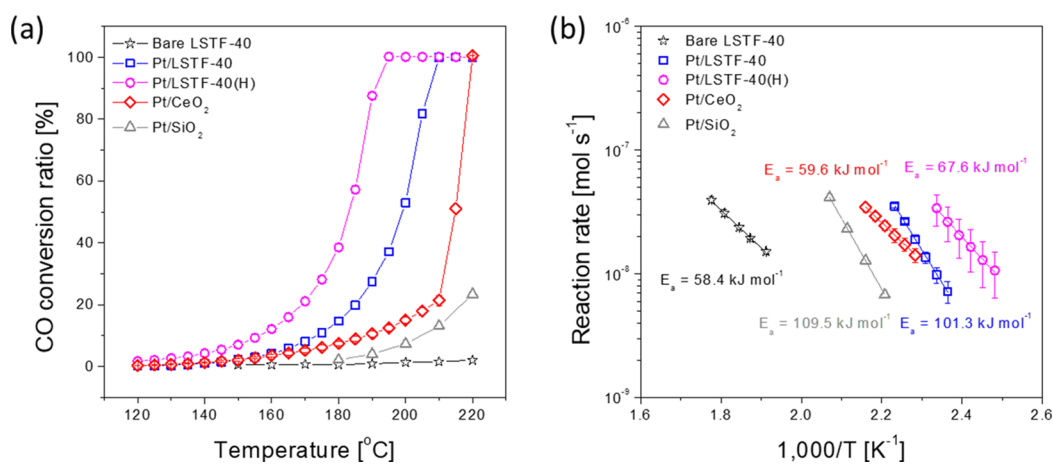 (a)
CO conversion ratio [%]
100
80
60
40
20
0
Bare LSTF-40
Pt/LSTF-40
Pt/LSTF-40(H)
Pt/CeO₂
Pt/SiO₂
120 140 160 180 200 220
Temperature [°C]
(b)
Reaction rate [mol s⁻¹]
10⁻⁶
10⁻⁷
10⁻⁸
10⁻⁹
Bare LSTF-40
Pt/LSTF-40
Pt/LSTF-40(H)
Pt/CeO₂
Pt/SiO₂
Eₐ = 59.6 kJ mol⁻¹
Eₐ = 67.6 kJ mol⁻¹
Eₐ = 58.4 kJ mol⁻¹
Eₐ = 109.5 kJ mol⁻¹
Eₐ = 101.3 kJ mol⁻¹
1.6 1.8 2.0 2.2 2.4 2.6
1,000/T [K⁻¹]